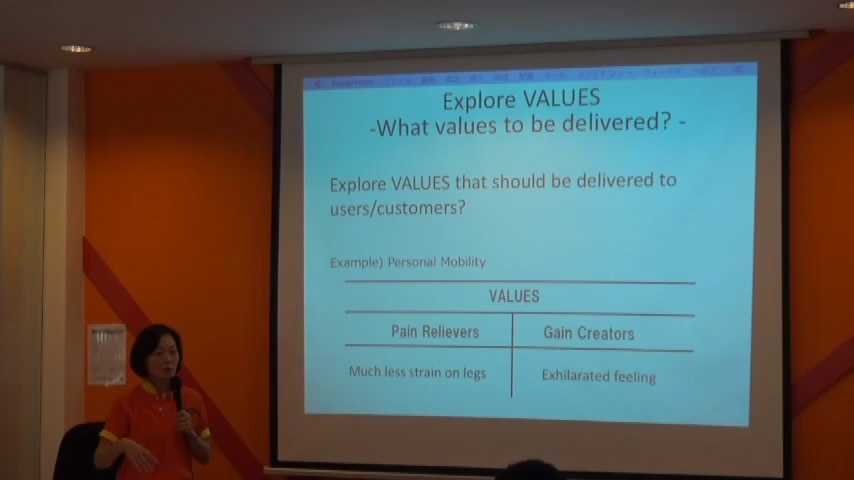 Explore VALUES
-What values to be delivered? -
Explore VALUES that should be delivered to
users/customers?
Example) Personal Mobility
VALUES
Pain Relievers Gain Creators
Much less strain on legs Exhilarated feeling